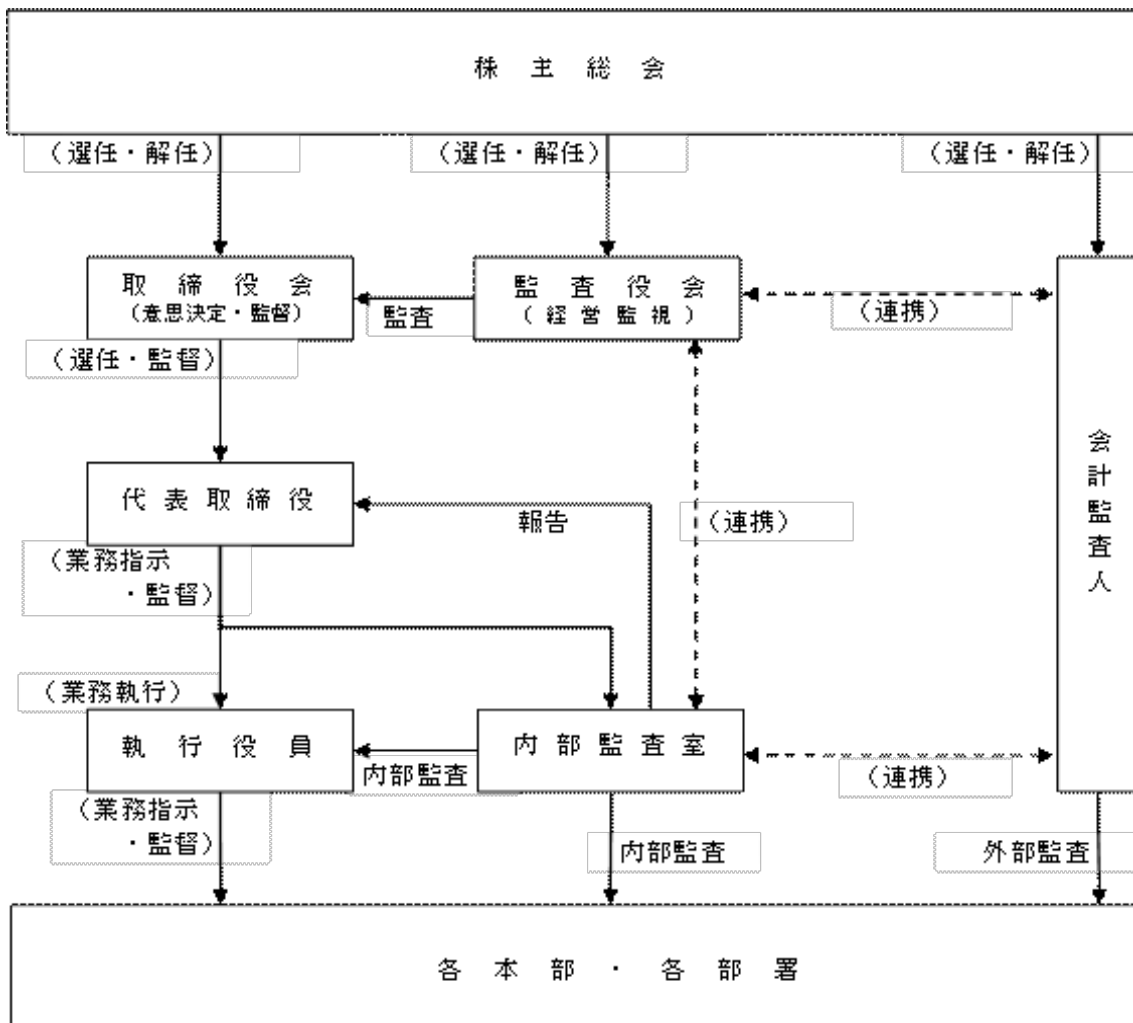 株主総会
（選任・解任）
（選任・解任）
（選任・解任）
取締役会
（意思決定・監督）
監査
監査役会
（経営監視）
（連携）
（選任・監督）
代表取締役
報告
（連携）
会計監査人
（業務指示
・監督）
（業務執行）
執行役員
内部監査
内部監査室
（連携）
（業務指示
・監督）
内部監査
外部監査
各本部・各部署